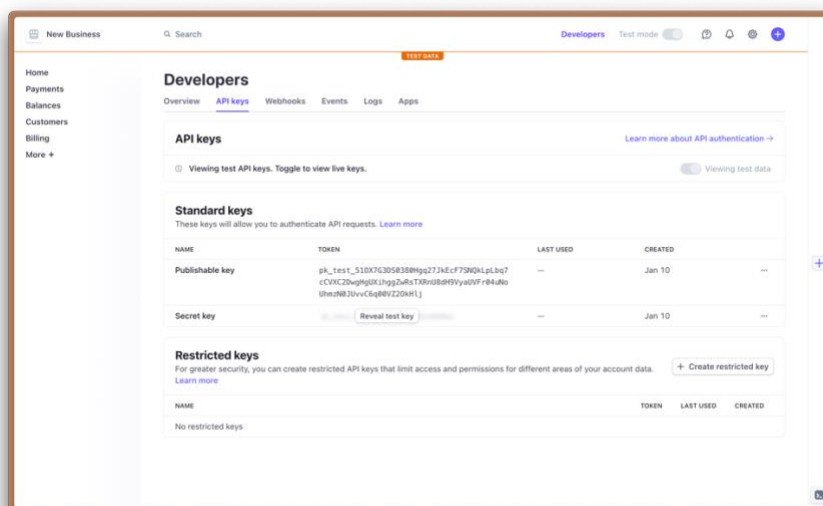 New Business
Search
Developers
Test mode
TEST DATA
Home
Payments
Balances
Customers
Billing
More +
Developers
Overview API keys Webhooks Events Logs Apps
API keys
Learn more about API authentication →
Viewing test API keys. Toggle to view live keys.
Viewing test data
Standard keys
These keys will allow you to authenticate API requests. Learn more
NAME TOKEN LAST USED CREATED
Publishable key
— Jan 10 ...
Secret key Reveal test key — Jan 10 ...
Restricted keys
For greater security, you can create restricted API keys that limit access and permissions for different areas of your account data.
Learn more
+ Create restricted key
NAME TOKEN LAST USED CREATED
No restricted keys